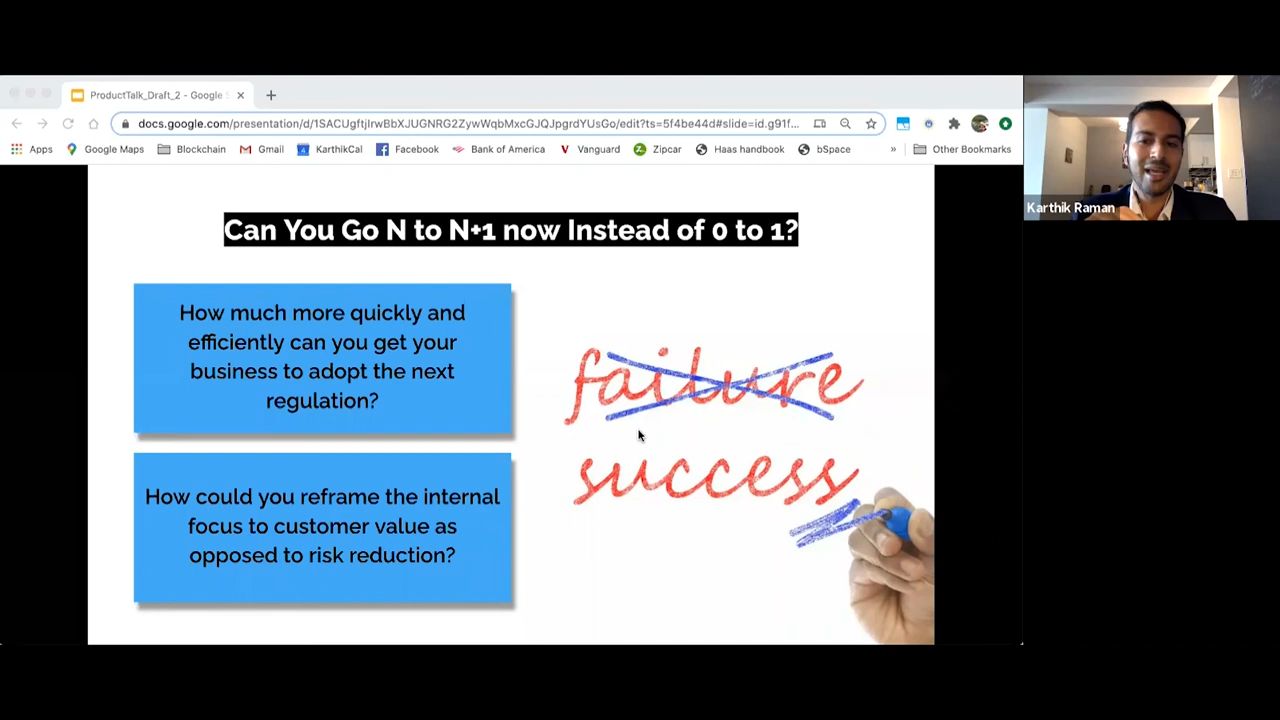 ProductTalk_Draft_2 - Google S
docs.google.com/presentation/d/1SACUgftjIrwBbXJUGNRG2ZywWqbMxcGJQJpgrdYUsGo/edit?ts=5f4be44d#slide=id.g91f...
Apps Google Maps Blockchain Gmail KarthikCal Facebook Bank of America Vanguard Zipcar Haas handbook bSpace » Other Bookmarks
Karthik Raman
Can You Go N to N+1 now Instead of 0 to 1?
How much more quickly and
efficiently can you get your
business to adopt the next
regulation?
How could you reframe the internal
focus to customer value as
opposed to risk reduction?
failure
success